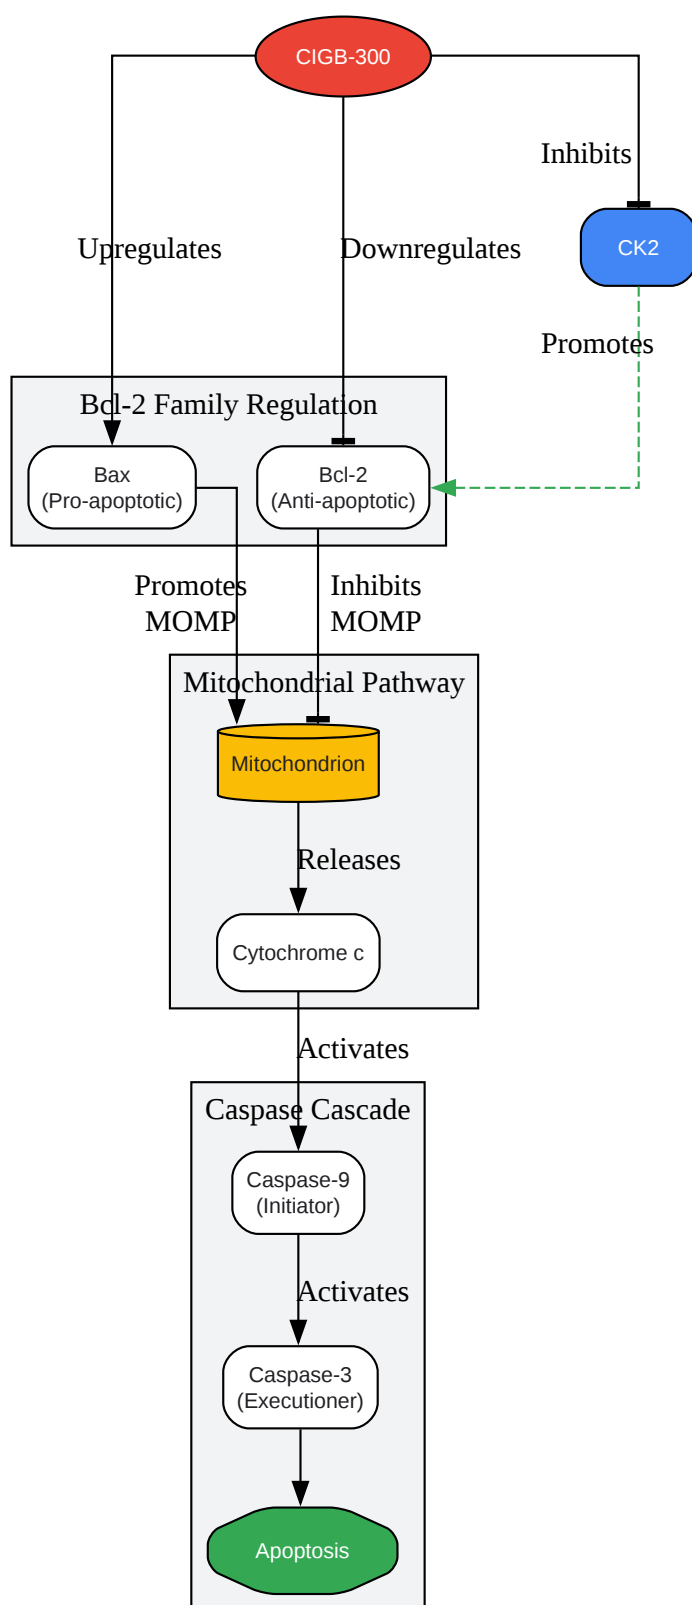 CIGB-300
Inhibits
Upregulates
Downregulates
CK2
Promotes
Bcl-2 Family Regulation
Bax
(Pro-apoptotic)
Bcl-2
(Anti-apoptotic)
Promotes
MOMP
Inhibits
MOMP
Mitochondrial Pathway
Mitochondrion
Releases
Cytochrome c
Activates
Caspase Cascade
Caspase-9
(Initiator)
Activates
Caspase-3
(Executioner)
Apoptosis